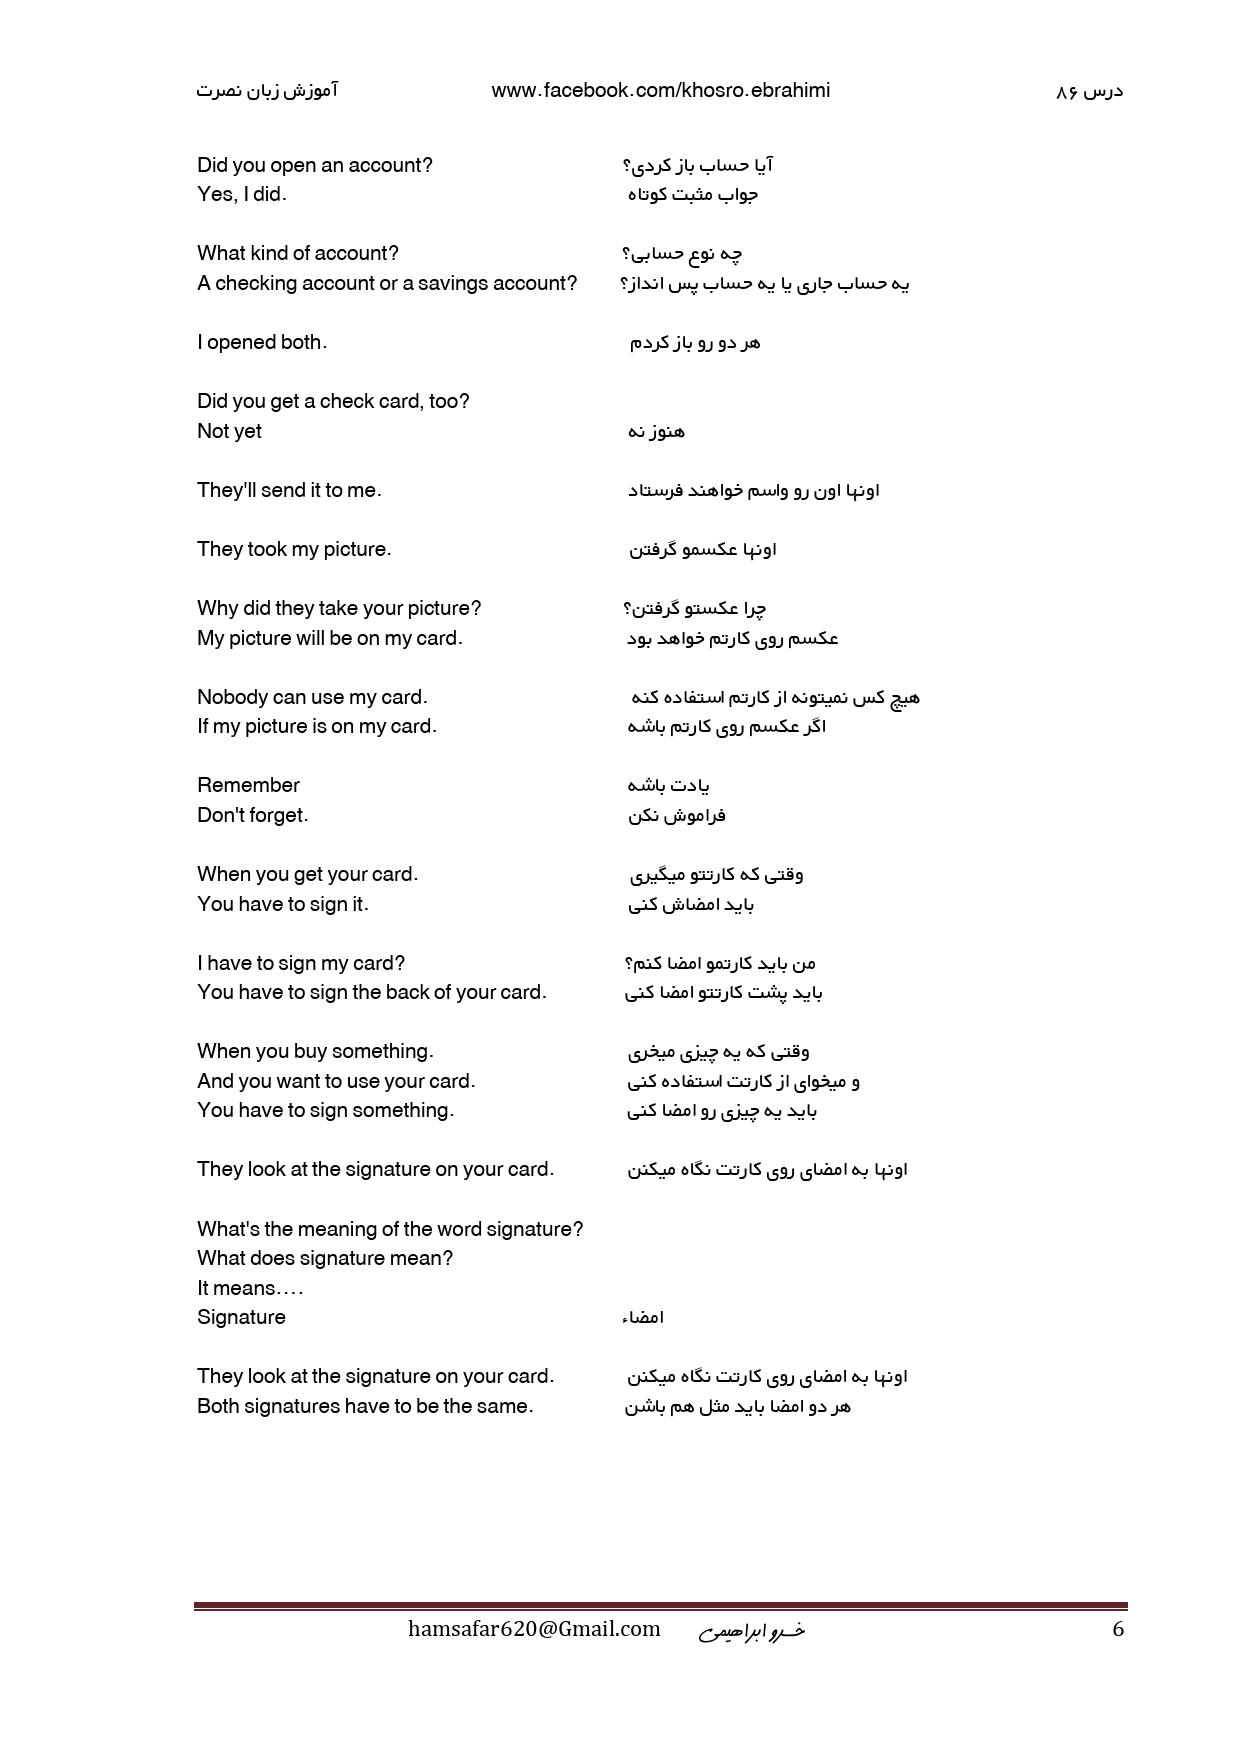 آموزش زبان نصرت www.facebook.com/khosro.ebrahimi درس ۸۶
Did you open an account? آیا حساب باز کردی؟
Yes, I did. جواب مثبت کوتاه
What kind of account? چه نوع حسابی؟
A checking account or a savings account? یه حساب جاری یا یه حساب پس انداز؟
I opened both. هر دو رو باز کردم
Did you get a check card, too?
Not yet هنوز نه
They'll send it to me. اونها اون رو واسم خواهند فرستاد
They took my picture. اونها عکسمو گرفتن
Why did they take your picture? چرا عکستو گرفتن؟
My picture will be on my card. عکسم روی کارتم خواهد بود
Nobody can use my card. هیچ کس نمیتونه از کارتم استفاده کنه
If my picture is on my card. اگر عکسم روی کارتم باشه
Remember یادت باشه
Don't forget. فراموش نکن
When you get your card. وقتی که کارتتو میگیری
You have to sign it. باید امضاش کنی
I have to sign my card? من باید کارتمو امضا کنم؟
You have to sign the back of your card. باید پشت کارتتو امضا کنی
When you buy something. وقتی که یه چیزی میخری
And you want to use your card. و میخوای از کارتت استفاده کنی
You have to sign something. باید یه چیزی رو امضا کنی
They look at the signature on your card. اونها به امضای روی کارتت نگاه میکنن
What's the meaning of the word signature?
What does signature mean?
It means....
Signature امضاء
They look at the signature on your card. اونها به امضای روی کارتت نگاه میکنن
Both signatures have to be the same. هر دو امضا باید مثل هم باشن
hamsafar620@Gmail.com خسرو ابراهیمی 6